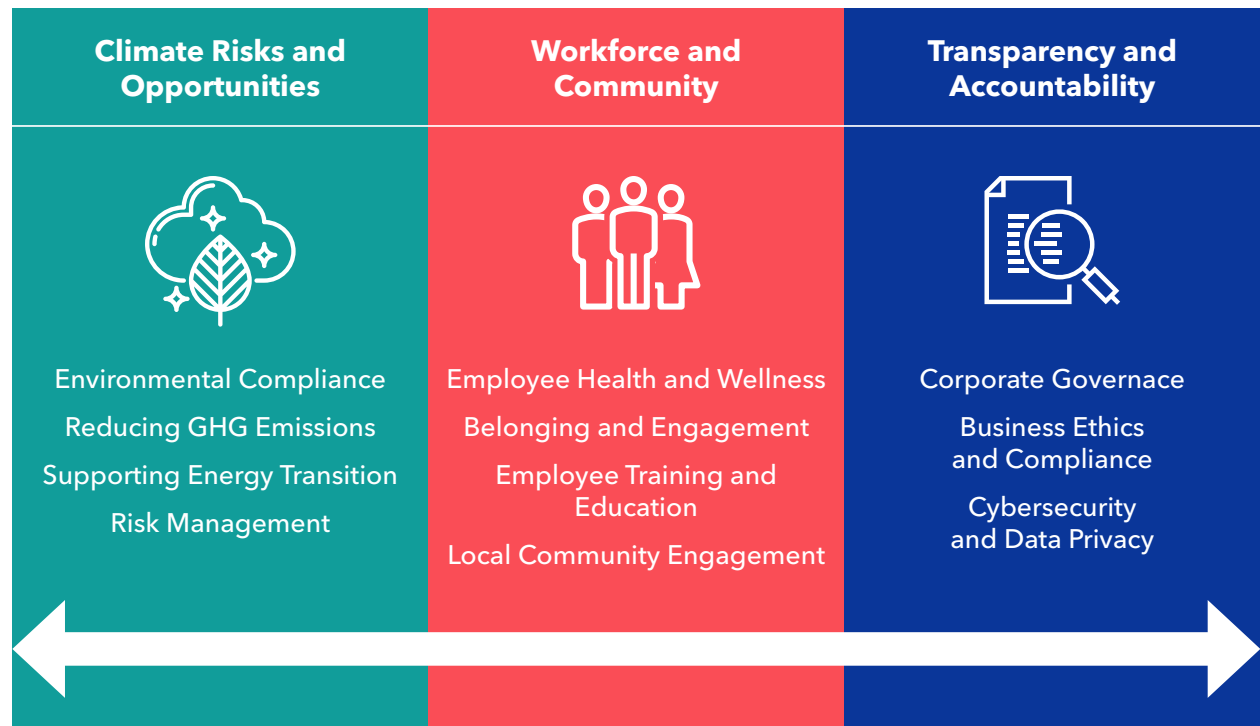 Climate Risks and
Opportunities
Environmental Compliance
Reducing GHG Emissions
Supporting Energy Transition
Risk Management
Workforce and
Community
Employee Health and Wellness
Belonging and Engagement
Employee Training and
Education
Local Community Engagement
Transparency and
Accountability
Corporate Governace
Business Ethics
and Compliance
Cybersecurity
and Data Privacy